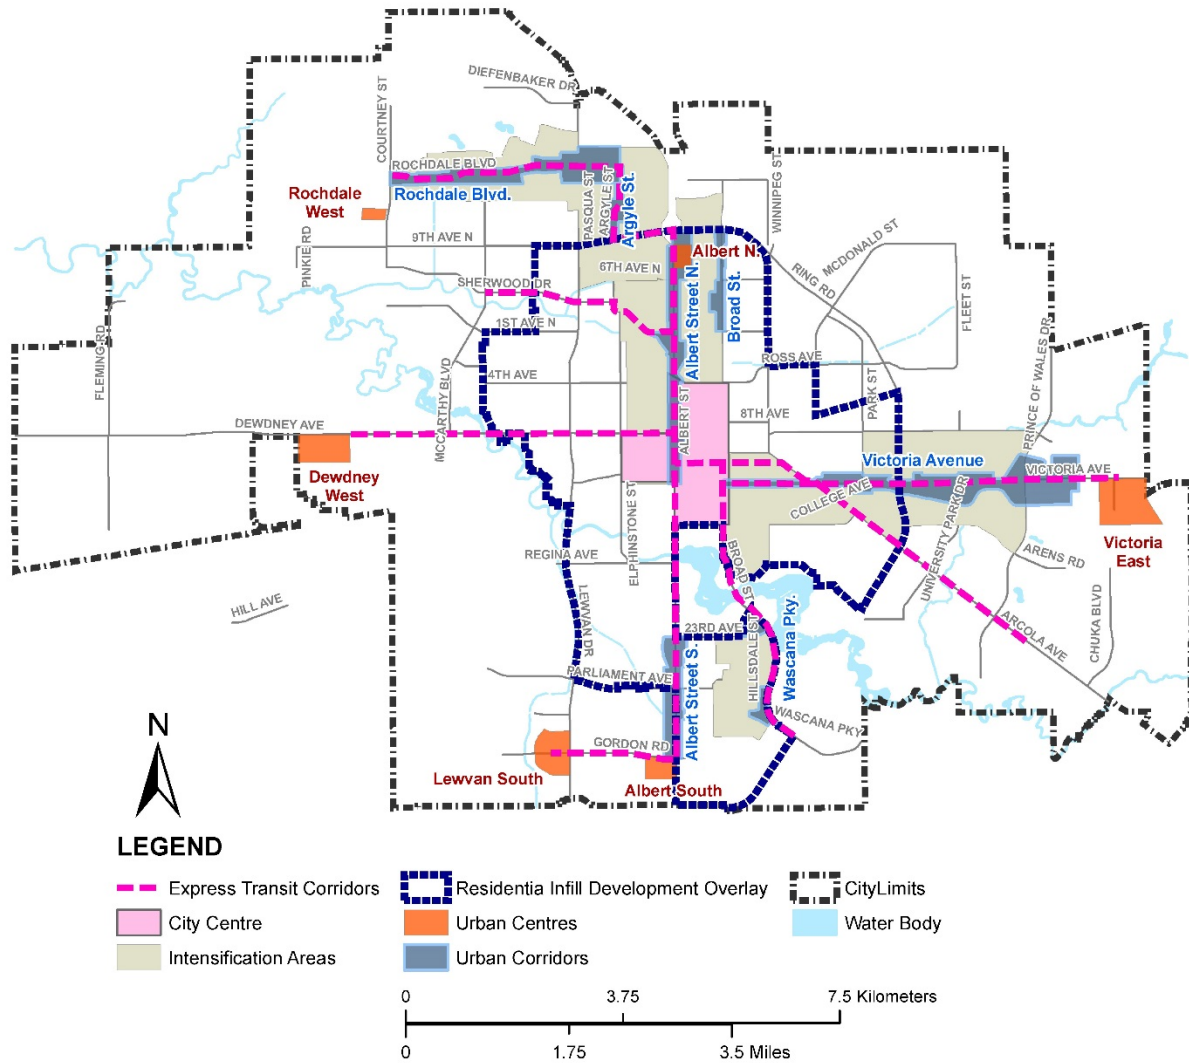 DIEFENBAKER DR
COURTNEY ST
ROCHDALE BLVD
Rochdale Blvd.
Rochdale
West
PASQUA ST
ARGYLE ST
Argyle St.
WINNIPEG ST
PINKIE RD
9TH AVE N
6TH AVE N
Albert N.
SHERWOOD DR
Albert Street N.
Broad St.
RING RD
MCDONALD ST
FLEET ST
1ST AVE N
FLEMING RD
MCCARTHY BLVD
4TH AVE
ROSS AVE
PARK ST
PRINCE OF WALES DR
ALBERT ST
8TH AVE
DEWDNEY AVE
Dewdney
West
Victoria Avenue
VICTORIA AVE
COLLEGE AVE
UNIVERSITY PARK DR
Victoria
East
ELPHINSTONE ST
REGINA AVE
BROAD ST
ARENS RD
HILL AVE
LEWVAN DR
23RD AVE
HILLSDALE ST
Wascana Pky.
ARCOLA AVE
CHUKA BLVD
PARLIAMENT AVE
Albert Street S.
WASCANA PKY
GORDON RD
Lewvan South
Albert South
N
LEGEND
Express Transit Corridors
Residentia Infill Development Overlay
CityLimits
City Centre
Urban Centres
Water Body
Intensification Areas
Urban Corridors
0 3.75 7.5 Kilometers
0 1.75 3.5 Miles